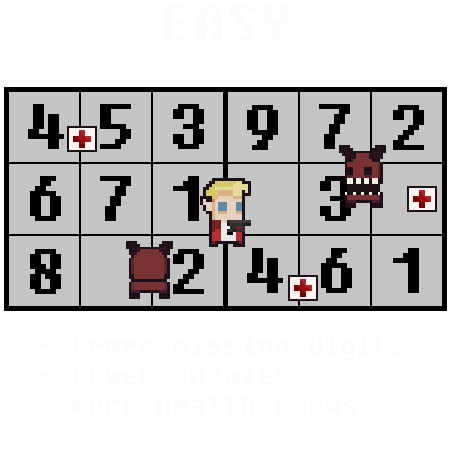 EASY
4 5 3 9 7 2
6 7 1 3
8 2 4 6 1
- Fewer missing digits
- Fewer enemies
- more health packs